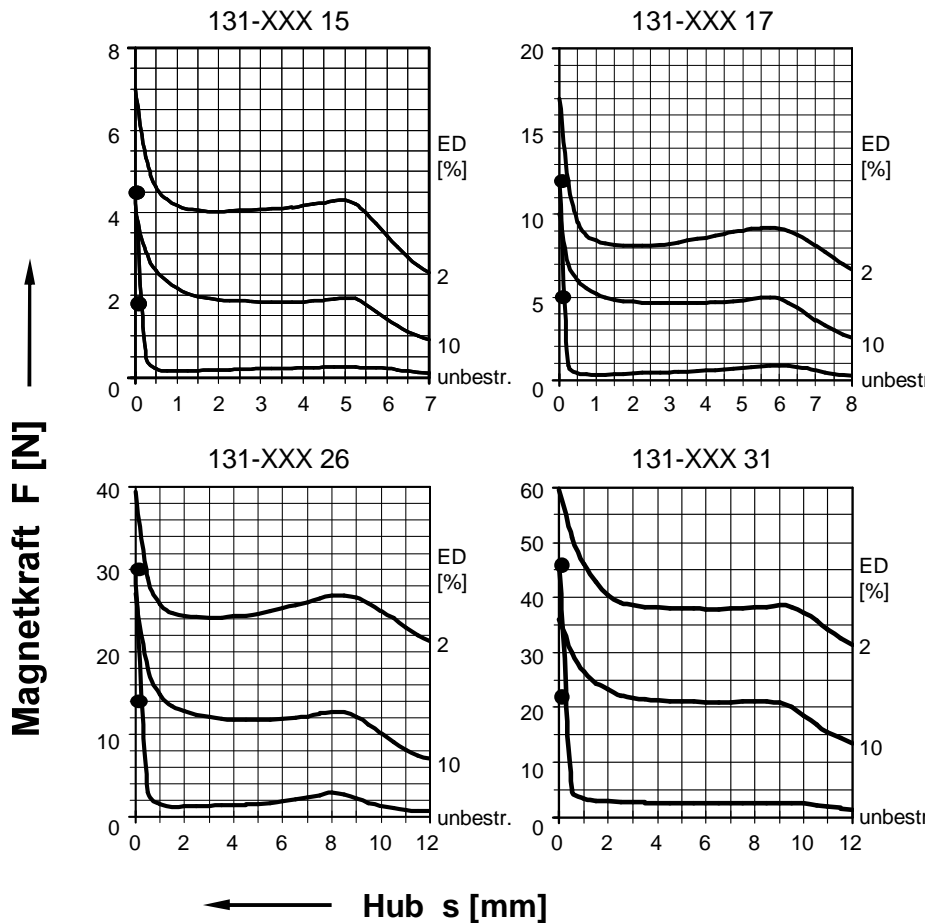 131-XXX 15
8
6
4
2
0
0 1 2 3 4 5 6 7
ED
[%]
2
10
unbestr.
131-XXX 17
20
15
10
5
0
0 1 2 3 4 5 6 7 8
ED
[%]
2
10
unbestr.
Magnetkraft F [N]
131-XXX 26
40
30
20
10
0
0 2 4 6 8 10 12
ED
[%]
2
10
unbestr.
131-XXX 31
60
50
40
30
20
10
0
0 2 4 6 8 10 12
ED
[%]
2
10
unbestr
Hub s [mm]